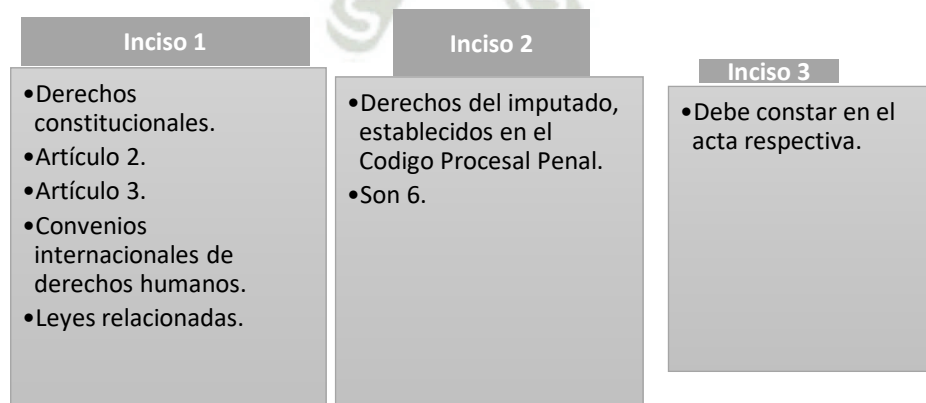 Inciso 1
•Derechos
constitucionales.
•Artículo 2.
•Artículo 3.
•Convenios
internacionales de
derechos humanos.
•Leyes relacionadas.
Inciso 2
•Derechos del imputado,
establecidos en el
Codigo Procesal Penal.
•Son 6.
Inciso 3
•Debe constar en el
acta respectiva.